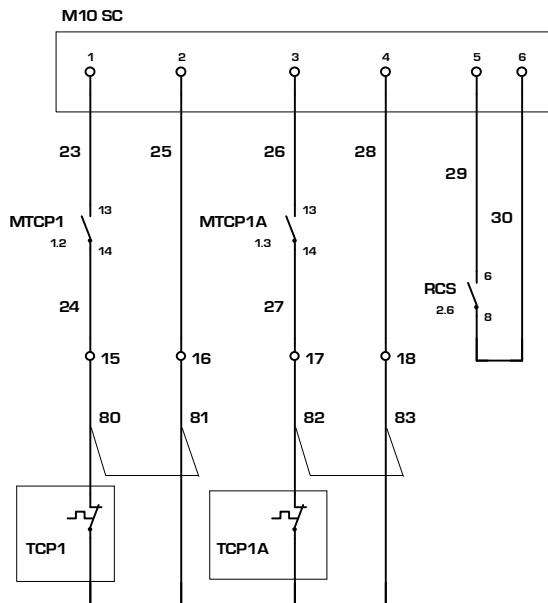 M10 SC
1 2 3 4 5 6
23 25 26 28 29
30
MTCP1 13 MTCP1A 13
1.2 14 1.3 14
RCS 6
2.6 8
24 27
15 16 17 18
80 81 82 83
TCP1 TCP1A